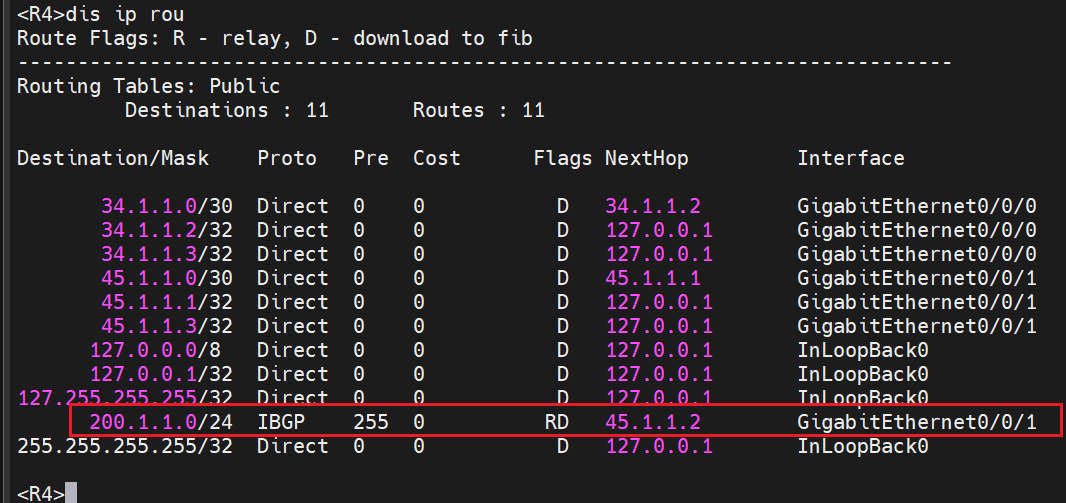 <R4>dis ip rou
Route Flags: R - relay, D - download to fib
------------------------------------------------------------------------------
Routing Tables: Public
         Destinations : 11       Routes : 11

Destination/Mask    Proto   Pre  Cost      Flags NextHop         Interface

       34.1.1.0/30  Direct  0    0           D   34.1.1.2        GigabitEthernet0/0/0
       34.1.1.2/32  Direct  0    0           D   127.0.0.1       GigabitEthernet0/0/0
       34.1.1.3/32  Direct  0    0           D   127.0.0.1       GigabitEthernet0/0/0
       45.1.1.0/30  Direct  0    0           D   45.1.1.1        GigabitEthernet0/0/1
       45.1.1.1/32  Direct  0    0           D   127.0.0.1       GigabitEthernet0/0/1
       45.1.1.3/32  Direct  0    0           D   127.0.0.1       GigabitEthernet0/0/1
      127.0.0.0/8   Direct  0    0           D   127.0.0.1       InLoopBack0
      127.0.0.1/32  Direct  0    0           D   127.0.0.1       InLoopBack0
127.255.255.255/32  Direct  0    0           D   127.0.0.1       InLoopBack0
      200.1.1.0/24  IBGP    255  0          RD   45.1.1.2        GigabitEthernet0/0/1
255.255.255.255/32  Direct  0    0           D   127.0.0.1       InLoopBack0

<R4>